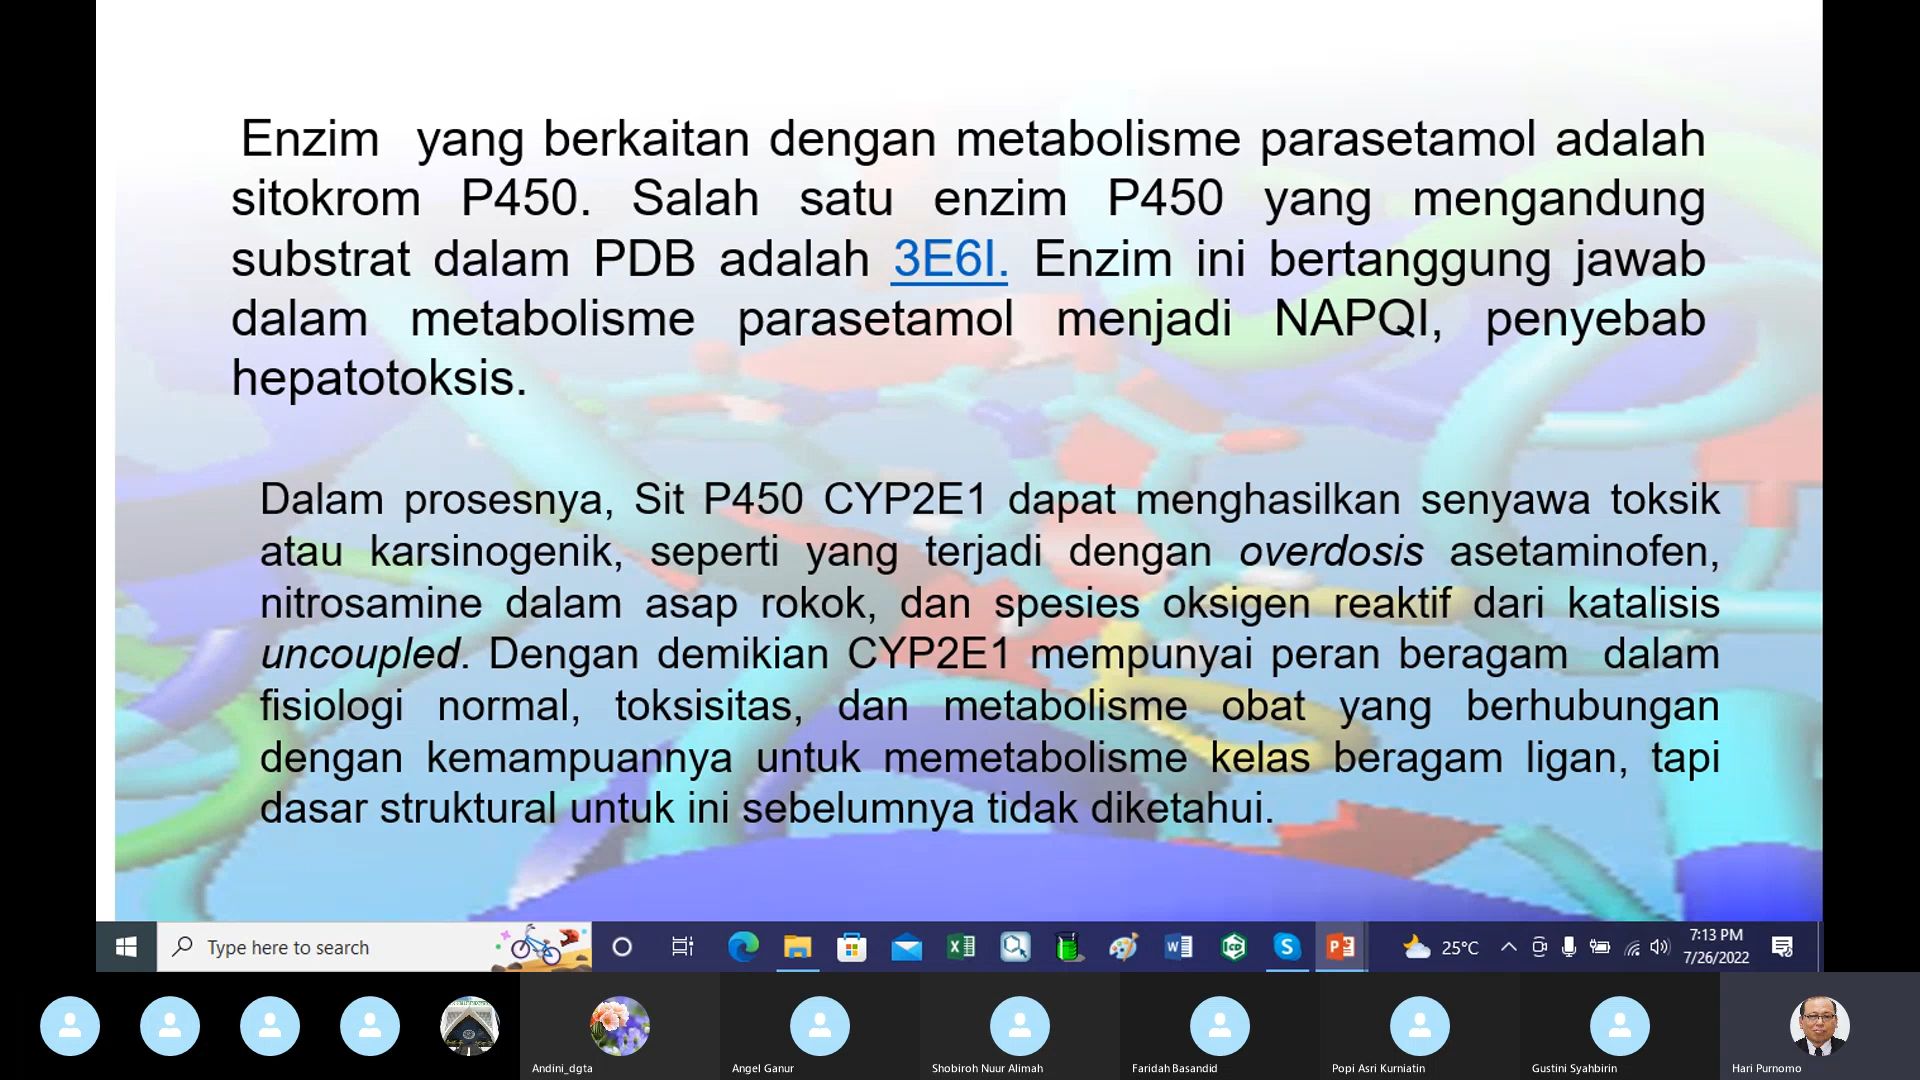 Enzim yang berkaitan dengan metabolisme parasetamol adalah
sitokrom P450. Salah satu enzim P450 yang mengandung
substrat dalam PDB adalah 3E6I. Enzim ini bertanggung jawab
dalam metabolisme parasetamol menjadi NAPQI, penyebab
hepatotoksis.
Dalam prosesnya, Sit P450 CYP2E1 dapat menghasilkan senyawa toksik
atau karsinogenik, seperti yang terjadi dengan overdosis asetaminofen,
nitrosamine dalam asap rokok, dan spesies oksigen reaktif dari katalisis
uncoupled. Dengan demikian CYP2E1 mempunyai peran beragam dalam
fisiologi normal, toksisitas, dan metabolisme obat yang berhubungan
dengan kemampuannya untuk memetabolisme kelas beragam ligan, tapi
dasar struktural untuk ini sebelumnya tidak diketahui.
Type here to search
25°C
7:13 PM
7/26/2022
Andini_dgta
Angel Ganur
Shobiroh Nuur Alimah
Faridah Basandid
Popi Asri Kurniatin
Gustini Syahbirin
Hari Purnomo